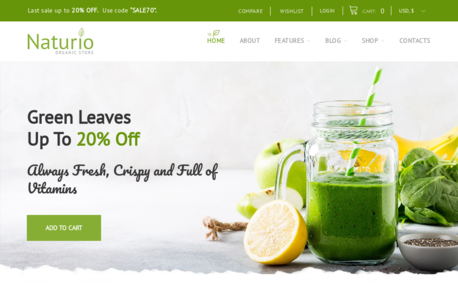 Last sale up to 20% OFF. Use code "SALE70".
COMPARE WISHLIST LOGIN CART: 0 USD, $
Naturio
ORGANIC STORE
HOME ABOUT FEATURES BLOG SHOP CONTACTS
Green Leaves
Up To 20% Off
Always Fresh, Crispy and Full of
Vitamins
ADD TO CART